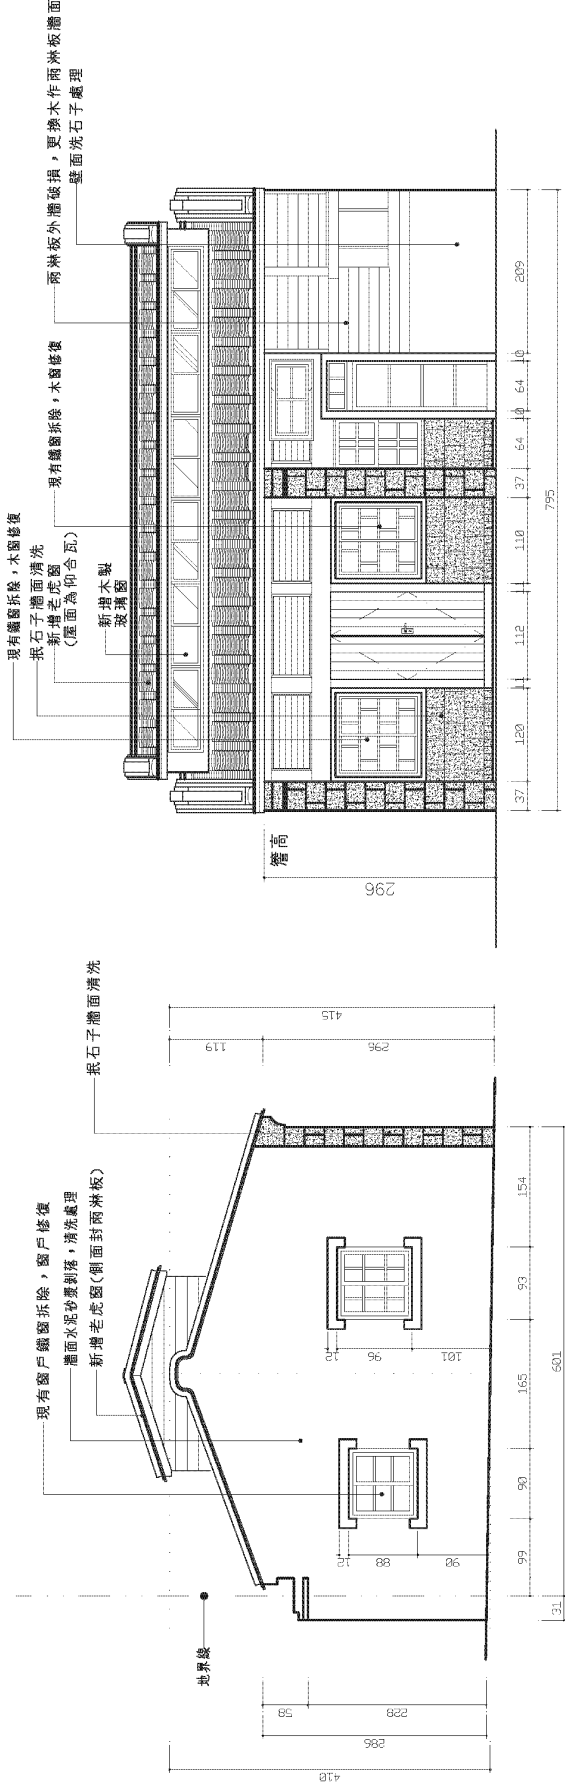 現有鐵窗拆除，木窗修復
抿石子牆面清洗
新增老虎窗
(屋面為仰合瓦)
新增木製
玻璃窗
現有鐵窗拆除，木窗修復
雨淋板外牆破損，更換木作雨淋板牆面
壁面洗石子處理
簷高
296
37
120
11
112
11
110
37
64
10
64
10
209
795
現有窗戶鐵窗拆除，窗戶修復
牆面水泥砂漿剝落，清洗處理
新增老虎窗(側面封雨淋板)
抿石子牆面清洗
地界線
119
296
415
12
96
101
12
88
90
58
228
286
410
99
90
165
93
154
31
601